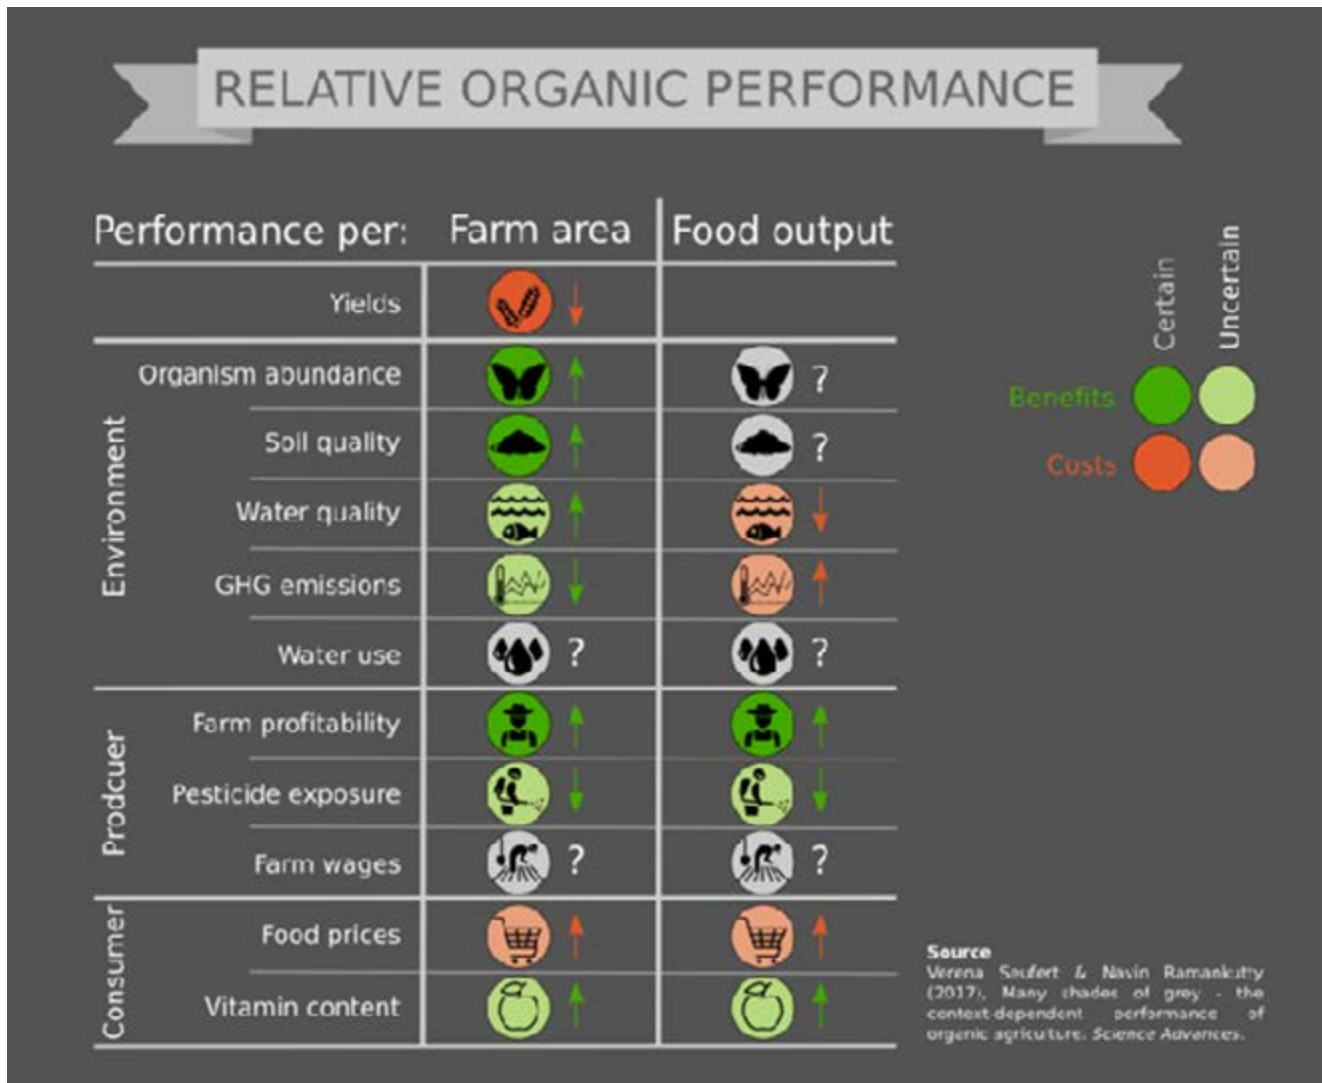 RELATIVE ORGANIC PERFORMANCE
Performance per: Farm area Food output
Yields
Environment
Organism abundance ?
Soil quality ?
Water quality
GHG emissions
Water use ? ?
Prodcuer
Farm profitability
Pesticide exposure
Farm wages ? ?
Consumer
Food prices
Vitamin content
Certain Uncertain
Benefits
Costs
Source
Verena Seufert & Navin Ramankutty
(2017), Many shades of grey - the
context-dependent performance of
organic agriculture. Science Advances.